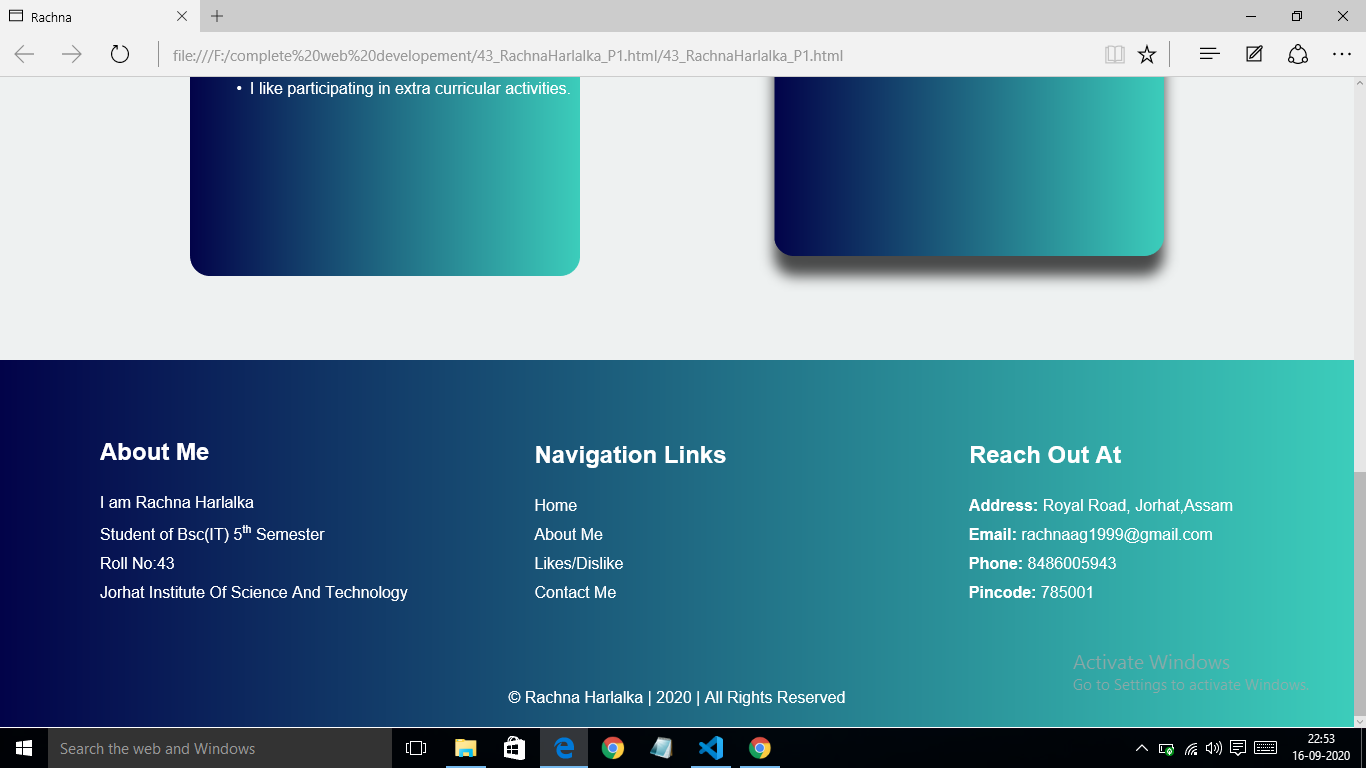 Rachna
file:///F:/complete%20web%20developement/43_RachnaHarlalka_P1.html/43_RachnaHarlalka_P1.html
• I like participating in extra curricular activities.
About Me
I am Rachna Harlalka
Student of Bsc(IT) 5th Semester
Roll No:43
Jorhat Institute Of Science And Technology
Navigation Links
Home
About Me
Likes/Dislike
Contact Me
Reach Out At
Address: Royal Road, Jorhat,Assam
Email: rachnaag1999@gmail.com
Phone: 8486005943
Pincode: 785001
Activate Windows
Go to Settings to activate Windows.
© Rachna Harlalka | 2020 | All Rights Reserved
Search the web and Windows
22:53
16-09-2020